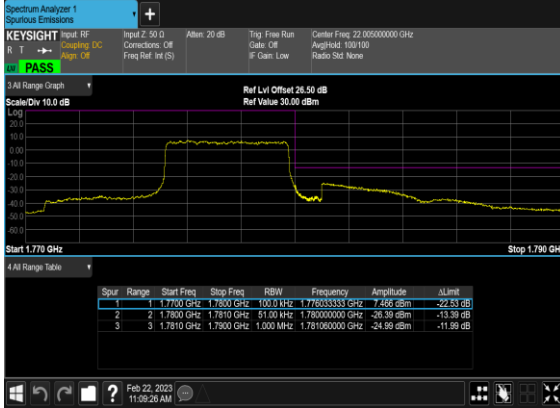 Spectrum Analyzer 1
Spurious Emissions
+
KEYSIGHT Input: RF Input Z: 50 Ω Atten: 20 dB Trig: Free Run Center Freq: 22.005000000 GHz
R T Coupling: DC Corrections: Off Gate: Off Avg|Hold: 100/100
Align: Off Freq Ref: Int (S) IF Gain: Low Radio Std: None
PASS
3 All Range Graph Ref Lvl Offset 26.50 dB
Scale/Div 10.0 dB Ref Value 30.00 dBm
Log
20.0
10.0
0.00
-10.0
-20.0
-30.0
-40.0
-50.0
-60.0
Start 1.770 GHz Stop 1.790 GH
4 All Range Table
Spur Range Start Freq Stop Freq RBW Frequency Amplitude ΔLimit
1 1 1.7700 GHz 1.7800 GHz 100.0 kHz 1.776033333 GHz 7.466 dBm -22.53 dB
2 2 1.7800 GHz 1.7810 GHz 51.00 kHz 1.780000000 GHz -26.39 dBm -13.39 dB
3 3 1.7810 GHz 1.7900 GHz 1.000 MHz 1.781060000 GHz -24.99 dBm -11.99 dB
? Feb 22, 2023
11:09:26 AM